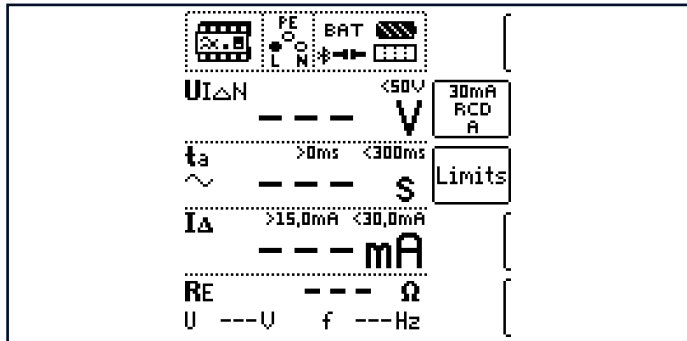 PE
BAT
L N
UI△N <50V
--- V
30mA
RCD
A
ta >0ms <300ms
∼ --- s
Limits
I∆ >15,0mA <30,0mA
--- mA
RE --- Ω
U ---V f ---Hz